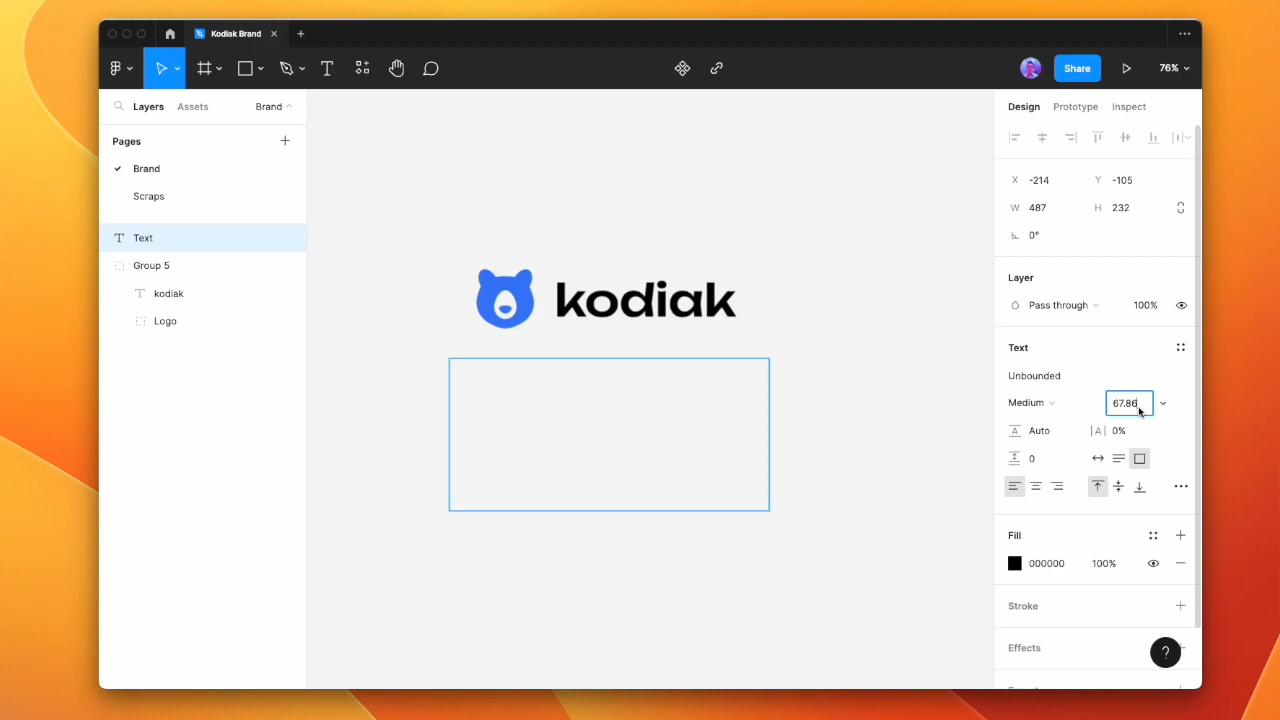 Kodiak Brand
Share
76%
Layers
Assets
Brand
Pages
Brand
Scraps
Text
Group 5
kodiak
Logo
kodiak
Design
Prototype
Inspect
X -214
Y -105
W 487
H 232
0°
Layer
Pass through
100%
Text
Unbounded
Medium
67.86
A Auto
|A| 0%
0
Fill
000000
100%
Stroke
Effects
?